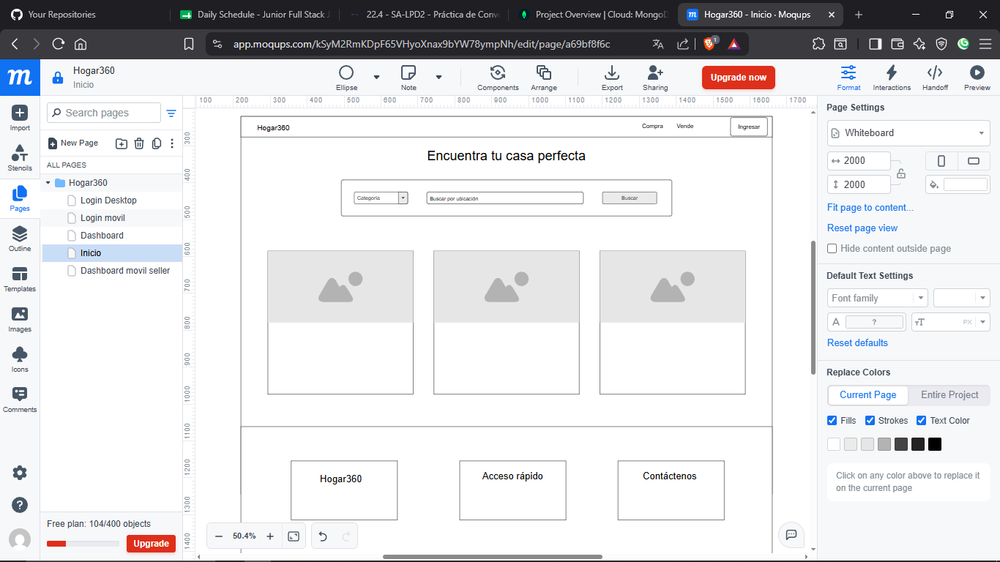 Your Repositories
Daily Schedule - Junior Full Stack J
22.4 - SA-LPD2 - Práctica de Conve
Project Overview | Cloud: MongoD
Hogar360 - Inicio · Moqups
app.moqups.com/kSyM2RmKDpF65VHyoXnax9bYW78ympNh/edit/page/a69bf8f6c
1
m
Hogar360
Inicio
Ellipse
Note
Components
Arrange
Export
Sharing
Upgrade now
Format
Interactions
Handoff
Preview
Import
Stencils
Pages
Outline
Templates
Images
Icons
Comments
Search pages
New Page
ALL PAGES
Hogar360
Login Desktop
Login movil
Dashboard
Inicio
Dashboard movil seller
Free plan: 104/400 objects
Upgrade
100 200 300 400 500 600 700 800 900 1000 1100 1200 1300 1400 1500 1600 1700
300
400
500
600
700
800
900
1000
1100
1200
1300
1400
Hogar360
Compra
Vende
Ingresar
Encuentra tu casa perfecta
Categoria
Buscar por ubicación
Buscar
Hogar360
Acceso rápido
Contáctenos
50.4%
Page Settings
Whiteboard
2000
2000
Fit page to content...
Reset page view
Hide content outside page
Default Text Settings
Font family
A ?
TT PX
Reset defaults
Replace Colors
Current Page
Entire Project
Fills
Strokes
Text Color
Click on any color above to replace it
on the current page